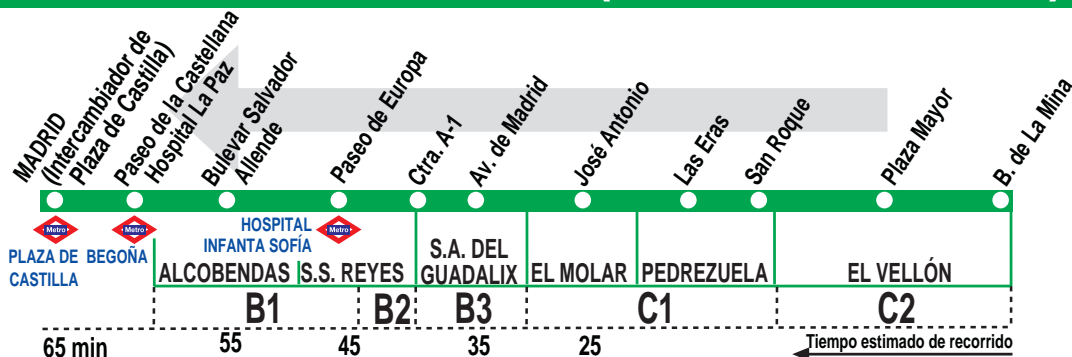 MADRID
(Intercambiador de
Plaza de Castilla)
Paseo de la Castellana
Hospital La Paz
Bulevar Salvador
Allende
Paseo de Europa
Ctra. A-1
Av. de Madrid
José Antonio
Las Eras
San Roque
Plaza Mayor
B. de La Mina
Metro
Metro
Metro
PLAZA DE
CASTILLA
BEGOÑA
HOSPITAL
INFANTA SOFÍA
ALCOBENDAS
S.S. REYES
S.A. DEL
GUADALIX
EL MOLAR
PEDREZUELA
EL VELLÓN
B1
B2
B3
C1
C2
65 min
55
45
35
25
Tiempo estimado de recorrido